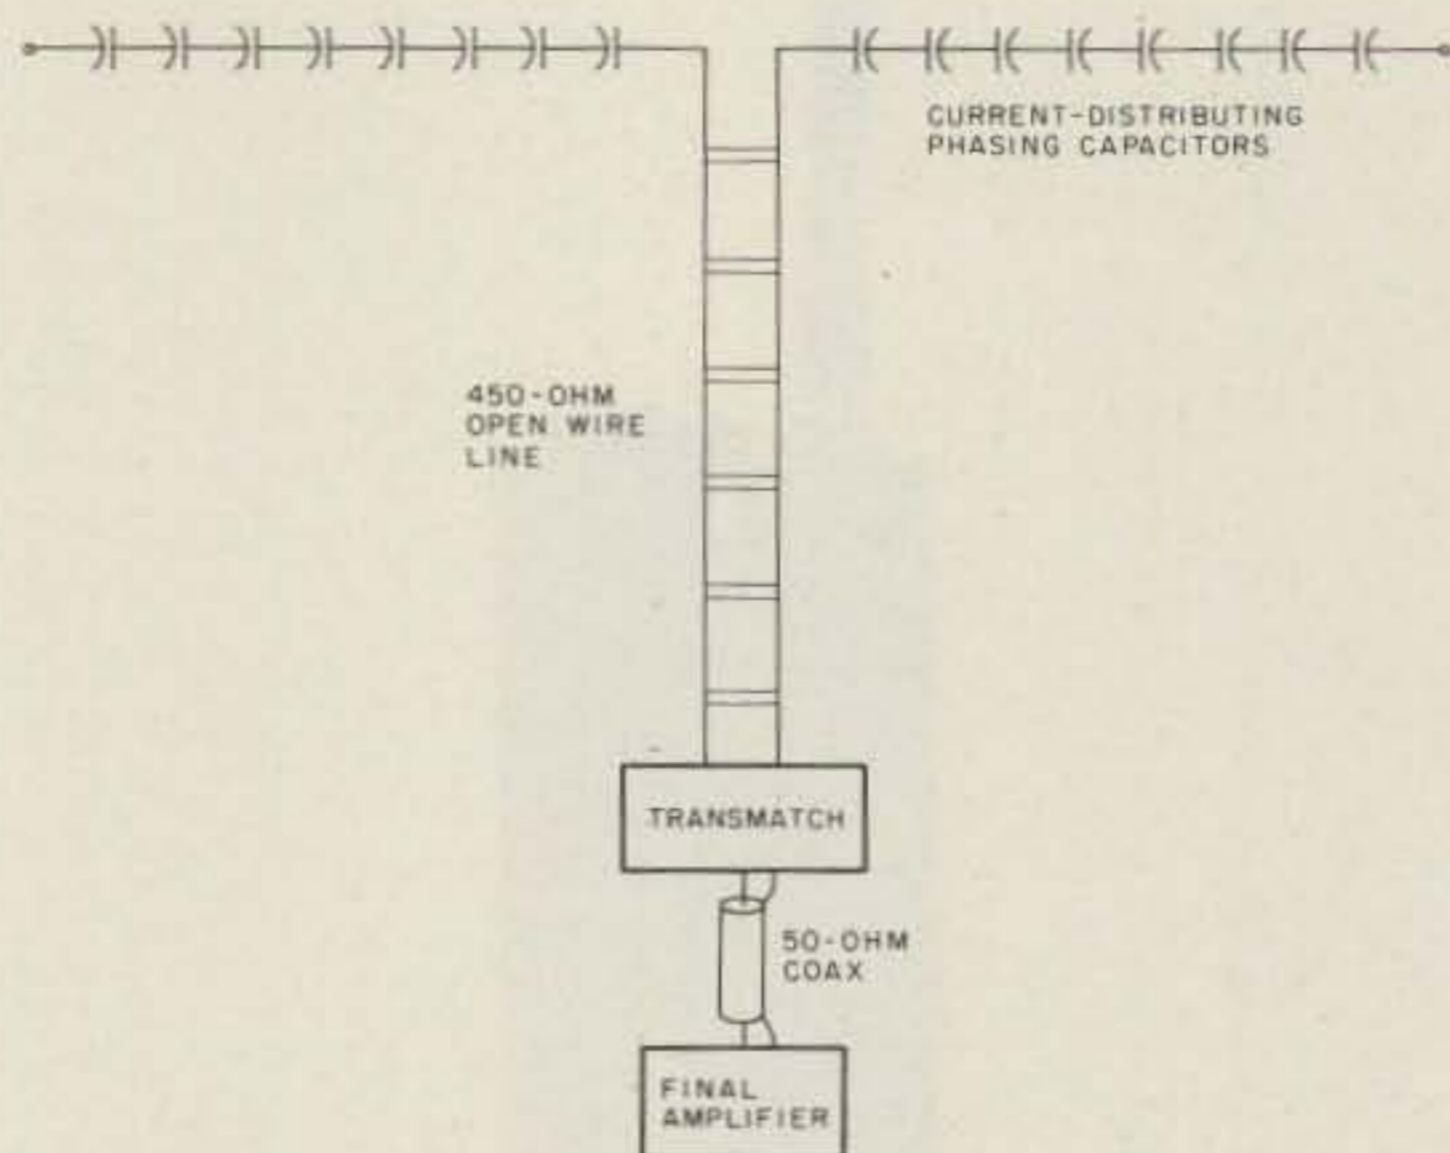 CURRENT-DISTRIBUTING
PHASING CAPACITORS
450-OHM
OPEN WIRE
LINE
TRANSMATCH
50-OHM
COAX
FINAL
AMPLIFIER